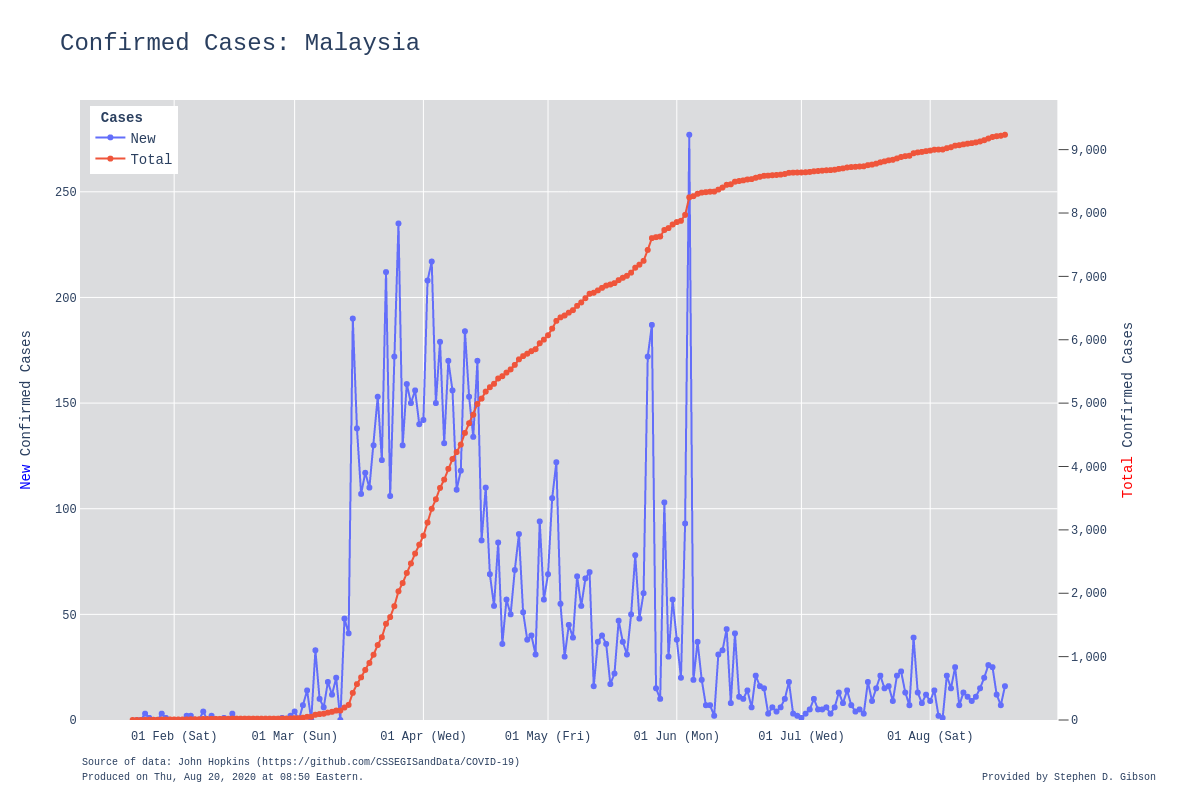 Confirmed Cases: Malaysia
Cases
New
Total
250
200
150
100
50
0
New Confirmed Cases
9,000
8,000
7,000
6,000
5,000
4,000
3,000
2,000
1,000
0
Total Confirmed Cases
01 Feb (Sat) 01 Mar (Sun) 01 Apr (Wed) 01 May (Fri) 01 Jun (Mon) 01 Jul (Wed) 01 Aug (Sat)
Source of data: John Hopkins (https://github.com/CSSEGISandData/COVID-19)
Produced on Thu, Aug 20, 2020 at 08:50 Eastern.
Provided by Stephen D. Gibson